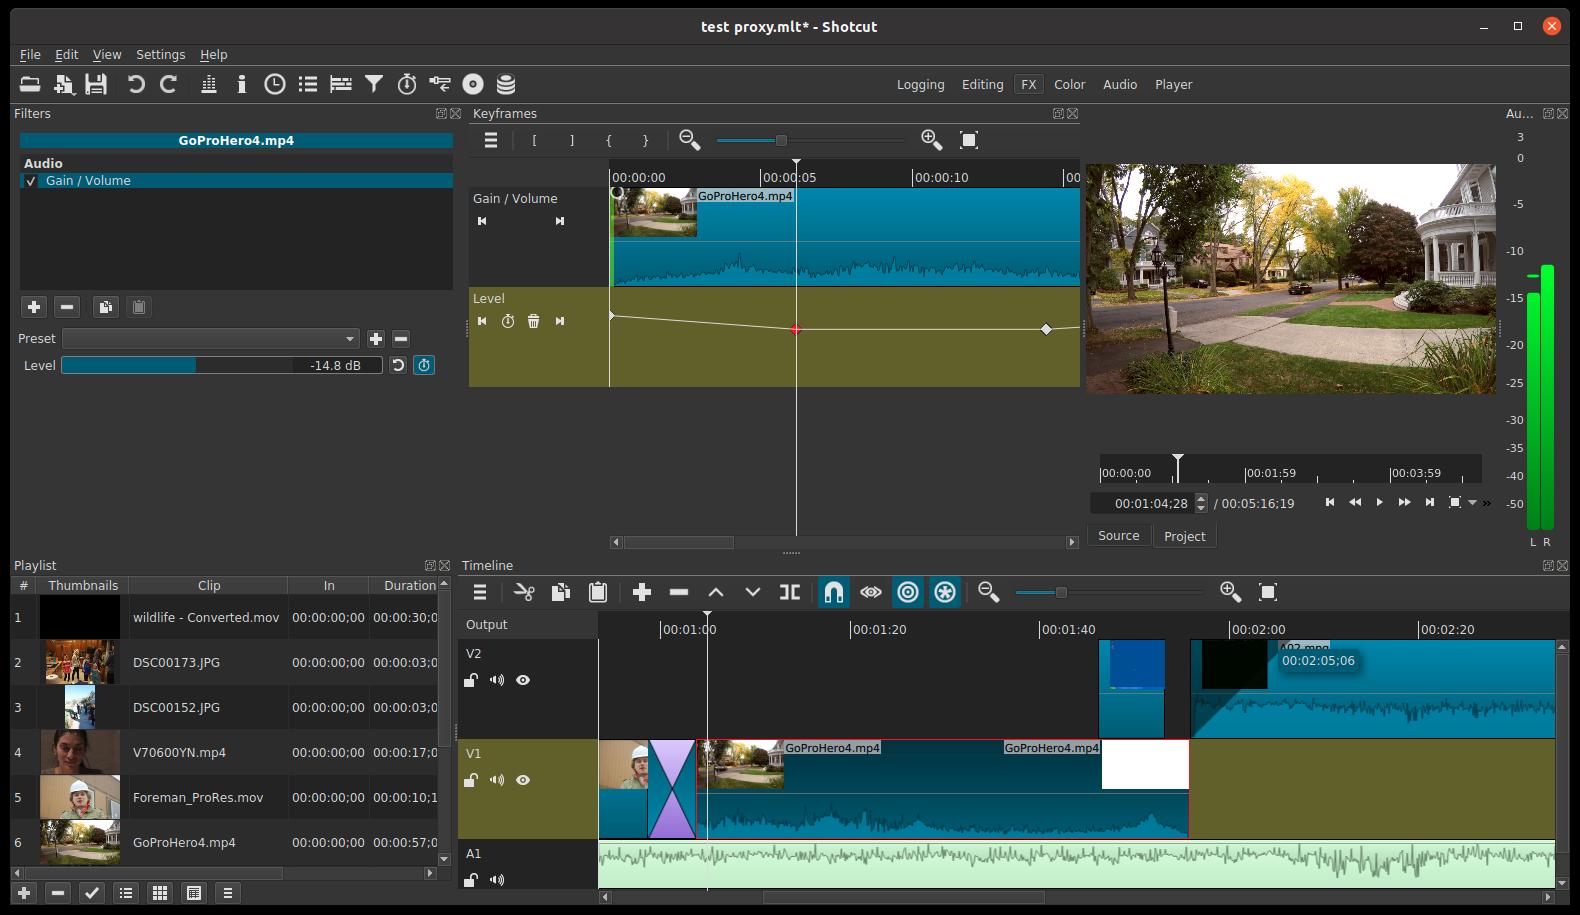 test proxy.mlt* - Shotcut
File Edit View Settings Help
Logging Editing FX Color Audio Player
Filters
GoProHero4.mp4
Audio
Gain / Volume
Preset
Level -14.8 dB
Keyframes
[ ] { }
00:00:00 00:00:05 00:00:10 00
Gain / Volume
GoProHero4.mp4
Level
00:00:00 00:01:59 00:03:59
00:01:04;28 / 00:05:16;19
Source Project
Au...
3
0
-5
-10
-15
-20
-25
-30
-35
-40
-50
L R
Playlist
# Thumbnails Clip In Duration
1 wildlife - Converted.mov 00:00:00;00 00:00:30;0
2 DSC00173.JPG 00:00:00;00 00:00:03;0
3 DSC00152.JPG 00:00:00;00 00:00:03;0
4 V70600YN.mp4 00:00:00;00 00:00:17;0
5 Foreman_ProRes.mov 00:00:00;00 00:00:10;1
6 GoProHero4.mp4 00:00:00;00 00:00:57;0
Timeline
Output
00:01:00 00:01:20 00:01:40 00:02:00 00:02:20
V2
00:02:05;06
V1
GoProHero4.mp4 GoProHero4.mp4
A1